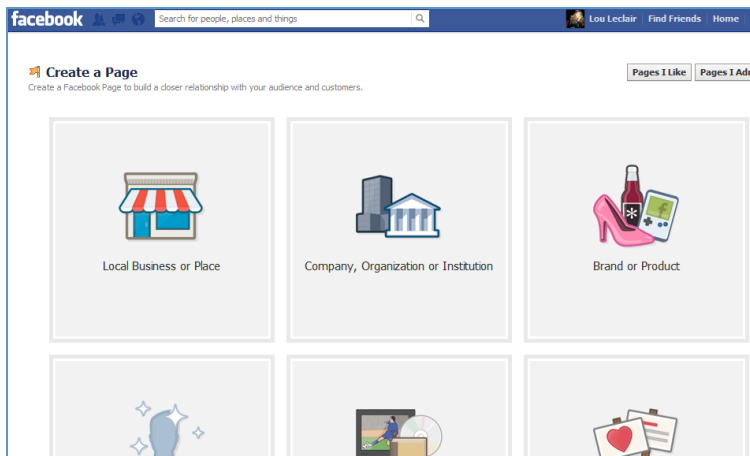 facebook Search for people, places and things Lou Leclair Find Friends Home
Create a Page Pages I Like Pages I Adm
Create a Facebook Page to build a closer relationship with your audience and customers.
Local Business or Place Company, Organization or Institution Brand or Product